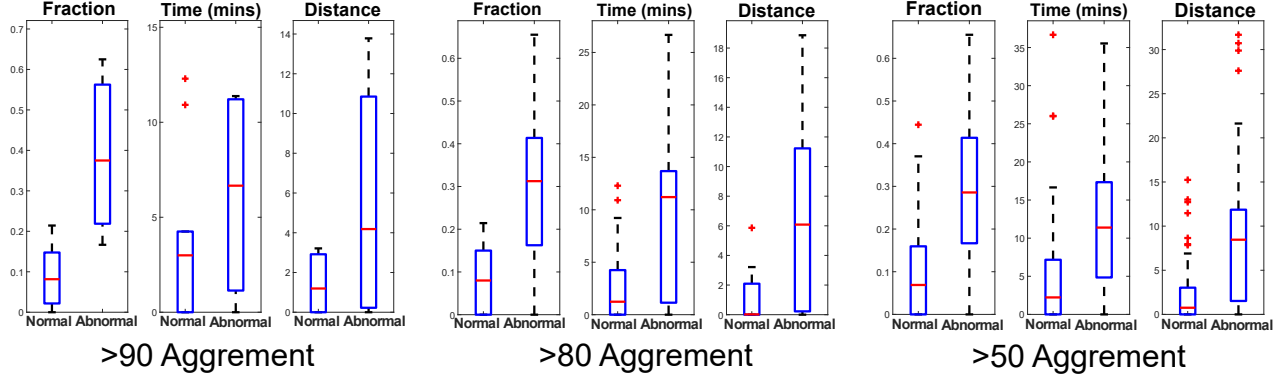 Fraction Time (mins) Distance Fraction Time (mins) Distance Fraction Time (mins) Distance
0.7 0.6 0.5 0.4 0.3 0.2 0.1 0
15 10 5 0
14 12 10 8 6 4 2 0
0.6 0.5 0.4 0.3 0.2 0.1 0
25 20 15 10 5 0
18 16 14 12 10 8 6 4 2 0
0.6 0.5 0.4 0.3 0.2 0.1 0
35 30 25 20 15 10 5 0
30 25 20 15 10 5 0
Normal Abnormal Normal Abnormal Normal Abnormal Normal Abnormal Normal Abnormal Normal Abnormal Normal Abnormal Normal Abnormal Normal Abnormal
>90 Aggrement >80 Aggrement >50 Aggrement